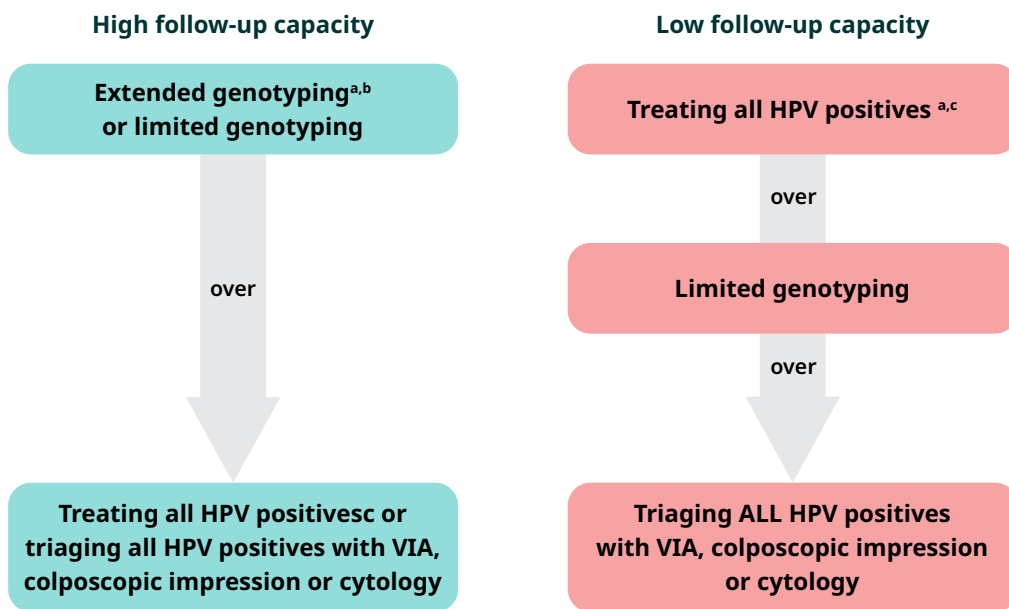 High follow-up capacity
Extended genotypingᵃ,ᵇ
or limited genotyping
over
Treating all HPV positivesc or
triaging all HPV positives with VIA,
colposcopic impression or cytology
Low follow-up capacity
Treating all HPV positives ᵃ,ᶜ
over
Limited genotyping
over
Triaging ALL HPV positives
with VIA, colposcopic impression
or cytology